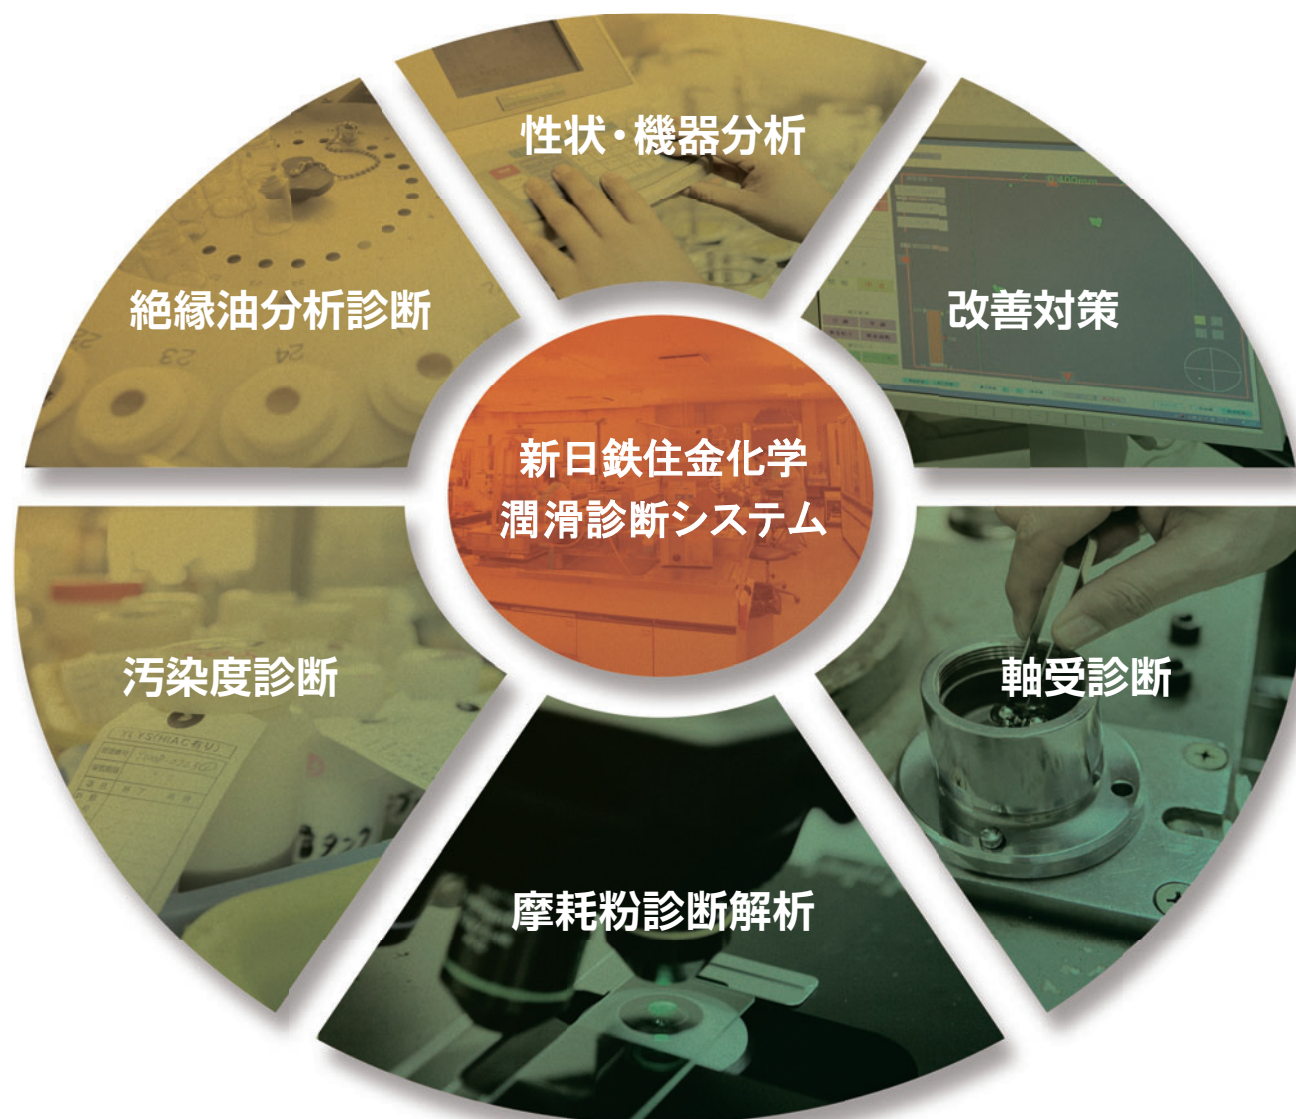 性状・機器分析
改善対策
絶縁油分析診断
新日鉄住金化学
潤滑診断システム
汚染度診断
軸受診断
摩耗粉診断解析
23
24